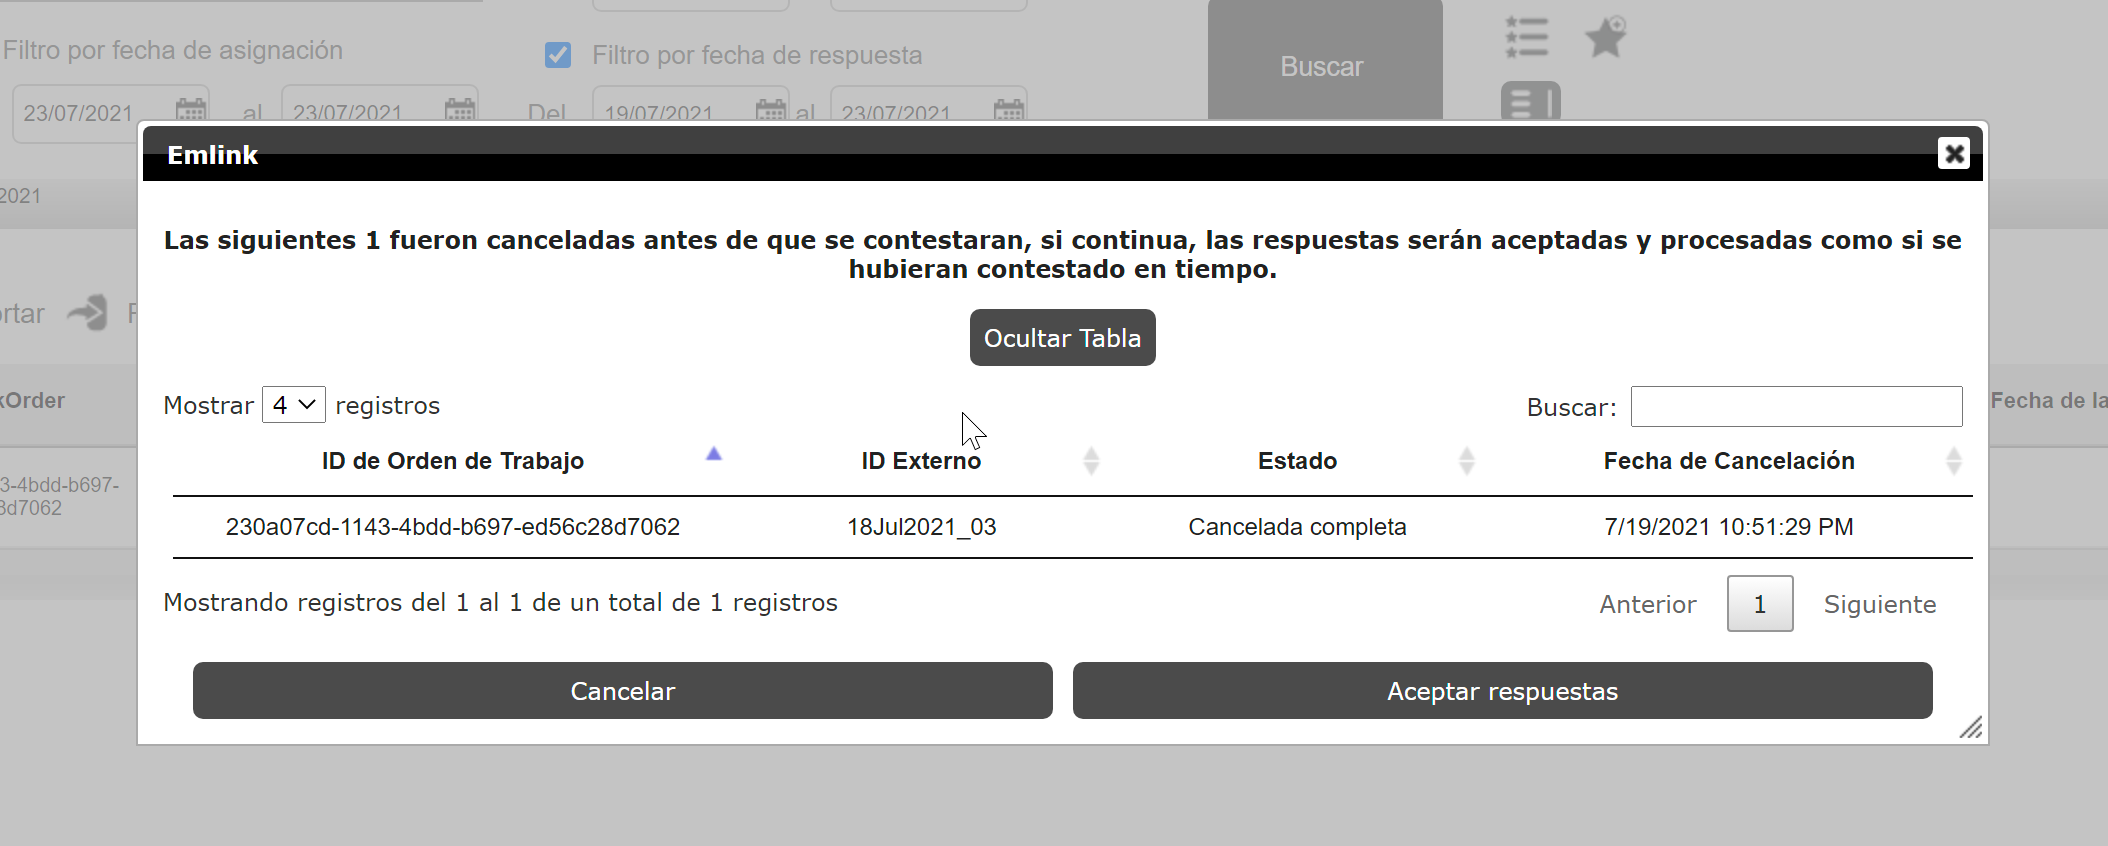 Filtro por fecha de asignación
Filtro por fecha de respuesta
Buscar
23/07/2021 al 23/07/2021 Del 19/07/2021 al 23/07/2021
Emlink
2021
Las siguientes 1 fueron canceladas antes de que se contestaran, si continua, las respuestas serán aceptadas y procesadas como si se
hubieran contestado en tiempo.
rtar
Ocultar Tabla
Mostrar 4 registros
Buscar:
kOrder
Fecha de la
ID de Orden de Trabajo ID Externo Estado Fecha de Cancelación
3-4bdd-b697-
8d7062
230a07cd-1143-4bdd-b697-ed56c28d7062 18Jul2021_03 Cancelada completa 7/19/2021 10:51:29 PM
Mostrando registros del 1 al 1 de un total de 1 registros
Anterior 1 Siguiente
Cancelar
Aceptar respuestas